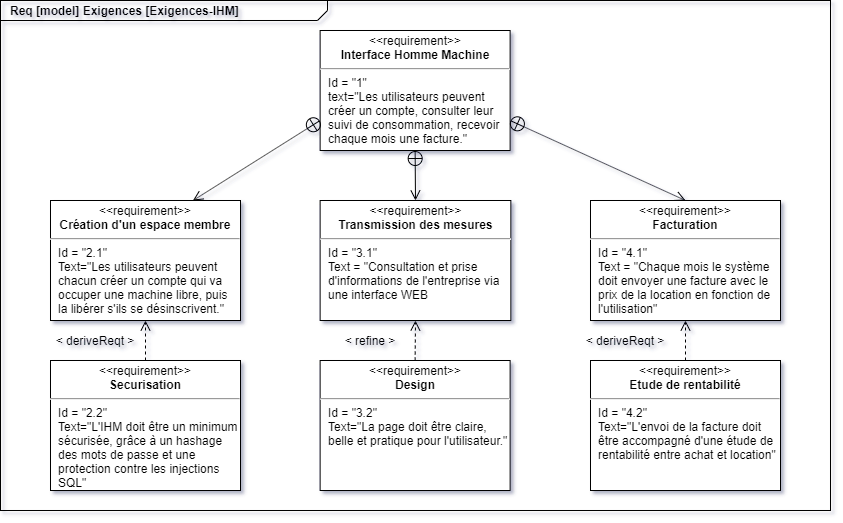 Req [model] Exigences [Exigences-IHM]
<<requirement>>
Interface Homme Machine
Id = "1"
text="Les utilisateurs peuvent
créer un compte, consulter leur
suivi de consommation, recevoir
chaque mois une facture."
<<requirement>>
Création d'un espace membre
Id = "2.1"
Text="Les utilisateurs peuvent
chacun créer un compte qui va
occuper une machine libre, puis
la libérer s'ils se désinscrivent."
<<requirement>>
Transmission des mesures
Id = "3.1"
Text = "Consultation et prise
d'informations de l'entreprise via
une interface WEB
<<requirement>>
Facturation
Id = "4.1"
Text = "Chaque mois le système
doit envoyer une facture avec le
prix de la location en fonction de
l'utilisation"
< deriveReqt >
< refine >
< deriveReqt >
<<requirement>>
Securisation
Id = "2.2"
Text="L'IHM doit être un minimum
sécurisée, grâce à un hashage
des mots de passe et une
protection contre les injections
SQL"
<<requirement>>
Design
Id = "3.2"
Text="La page doit être claire,
belle et pratique pour l'utilisateur."
<<requirement>>
Etude de rentabilité
Id = "4.2"
Text="L'envoi de la facture doit
être accompagné d'une étude de
rentabilité entre achat et location"